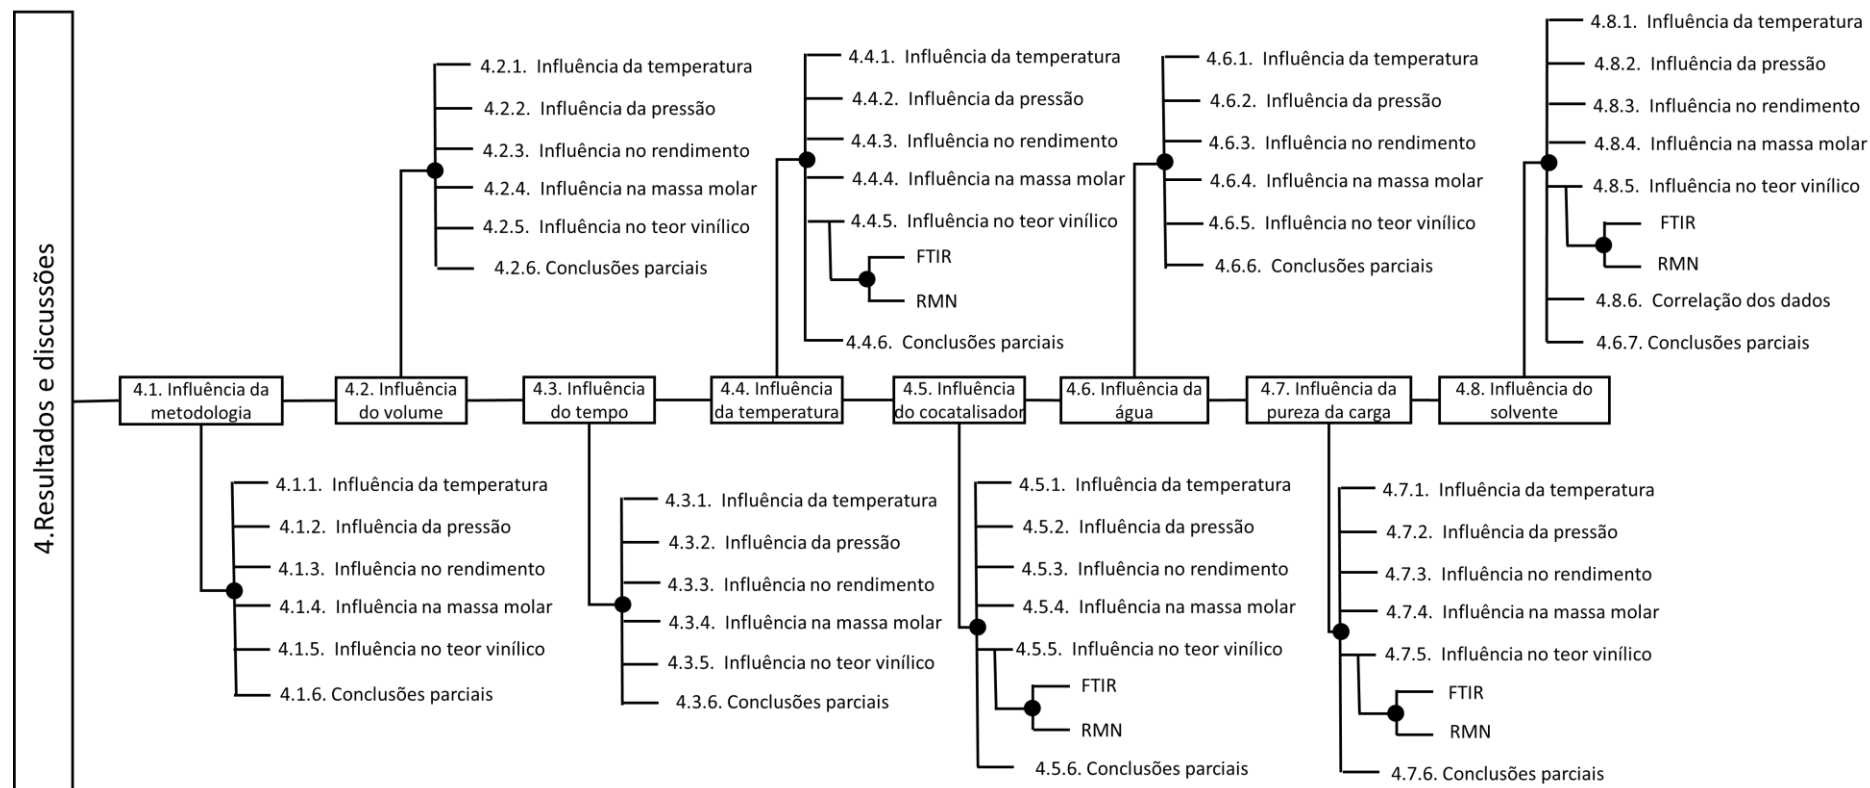 4.Resultados e discussões
4.1. Influência da
metodologia
4.1.1. Influência da temperatura
4.1.2. Influência da pressão
4.1.3. Influência no rendimento
4.1.4. Influência na massa molar
4.1.5. Influência no teor vinílico
4.1.6. Conclusões parciais
4.2. Influência
do volume
4.2.1. Influência da temperatura
4.2.2. Influência da pressão
4.2.3. Influência no rendimento
4.2.4. Influência na massa molar
4.2.5. Influência no teor vinílico
4.2.6. Conclusões parciais
4.3. Influência
do tempo
4.3.1. Influência da temperatura
4.3.2. Influência da pressão
4.3.3. Influência no rendimento
4.3.4. Influência na massa molar
4.3.5. Influência no teor vinílico
4.3.6. Conclusões parciais
4.4. Influência
da temperatura
4.4.1. Influência da temperatura
4.4.2. Influência da pressão
4.4.3. Influência no rendimento
4.4.4. Influência na massa molar
4.4.5. Influência no teor vinílico
FTIR
RMN
4.4.6. Conclusões parciais
4.5. Influência
do cocatalisador
4.5.1. Influência da temperatura
4.5.2. Influência da pressão
4.5.3. Influência no rendimento
4.5.4. Influência na massa molar
4.5.5. Influência no teor vinílico
FTIR
RMN
4.5.6. Conclusões parciais
4.6. Influência da
água
4.6.1. Influência da temperatura
4.6.2. Influência da pressão
4.6.3. Influência no rendimento
4.6.4. Influência na massa molar
4.6.5. Influência no teor vinílico
4.6.6. Conclusões parciais
4.7. Influência da
pureza da carga
4.7.1. Influência da temperatura
4.7.2. Influência da pressão
4.7.3. Influência no rendimento
4.7.4. Influência na massa molar
4.7.5. Influência no teor vinílico
FTIR
RMN
4.7.6. Conclusões parciais
4.8. Influência do
solvente
4.8.1. Influência da temperatura
4.8.2. Influência da pressão
4.8.3. Influência no rendimento
4.8.4. Influência na massa molar
4.8.5. Influência no teor vinílico
FTIR
RMN
4.8.6. Correlação dos dados
4.6.7. Conclusões parciais